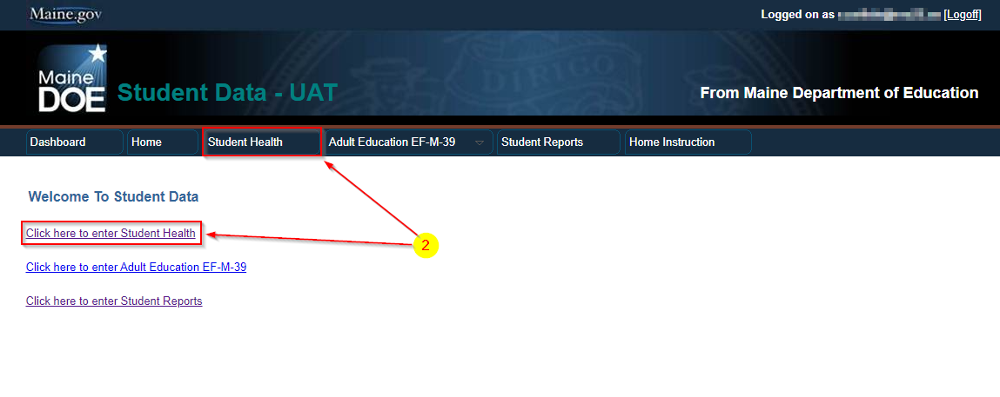 Maine.gov
Logged on as [Logoff]
Maine
DOE
Student Data - UAT
DIRIGO
From Maine Department of Education
Dashboard Home Student Health Adult Education EF-M-39 Student Reports Home Instruction
Welcome To Student Data
Click here to enter Student Health
2
Click here to enter Adult Education EF-M-39
Click here to enter Student Reports